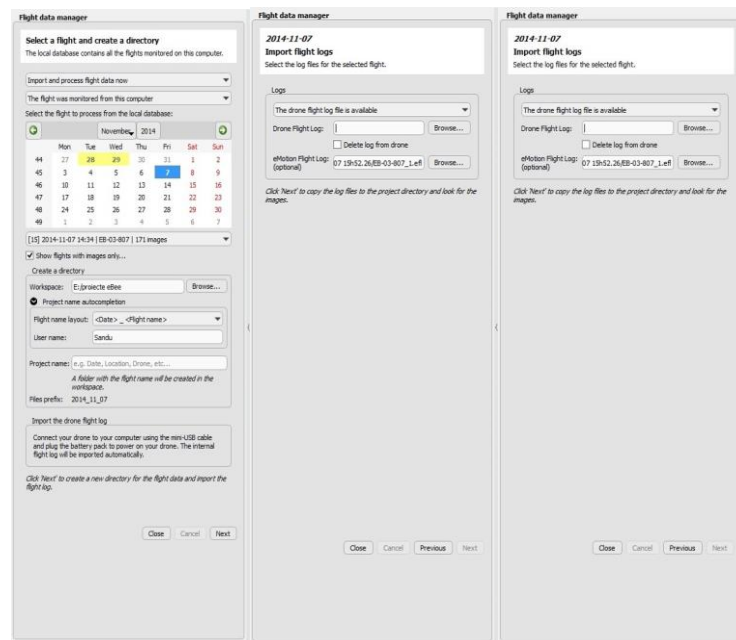 Flight data manager
Select a flight and create a directory
The local database contains all the flights monitored on this computer.
Import and process flight data now
The flight was monitored from this computer
Select the flight to process from the local database:
November, 2014
Mon Tue Wed Thu Fri Sat Sun
44 27 28 29 30 31 1 2
45 3 4 5 6 7 8 9
46 10 11 12 13 14 15 16
47 17 18 19 20 21 22 23
48 24 25 26 27 28 29 30
49 1 2 3 4 5 6 7
[15] 2014-11-07 14:34 | EB-03-807 | 171 images
Show flights with images only...
Create a directory
Workspace: E:/proiecte eBee Browse...
Project name autocompletion
Flight name layout: <Date> _ <Flight name>
User name: Sandu
Project name: e.g. Date, Location, Drone, etc...
A folder with the flight name will be created in the
workspace.
Files prefix: 2014_11_07
Import the drone flight log
Connect your drone to your computer using the mini-USB cable
and plug the battery pack to power on your drone. The internal
flight log will be imported automatically.
Click 'Next' to create a new directory for the flight data and import the
flight log.
Close Cancel Next
Flight data manager
2014-11-07
Import flight logs
Select the log files for the selected flight.
Logs
The drone flight log file is available
Drone Flight Log: Browse...
Delete log from drone
eMotion Flight Log: 07 15h52.26/EB-03-807_1.efl Browse...
(optional)
Click 'Next' to copy the log files to the project directory and look for the
images.
Close Cancel Previous Next
Flight data manager
2014-11-07
Import flight logs
Select the log files for the selected flight.
Logs
The drone flight log file is available
Drone Flight Log: Browse...
Delete log from drone
eMotion Flight Log: 07 15h52.26/EB-03-807_1.efl Browse...
(optional)
Click 'Next' to copy the log files to the project directory and look for the
images.
Close Cancel Previous Next